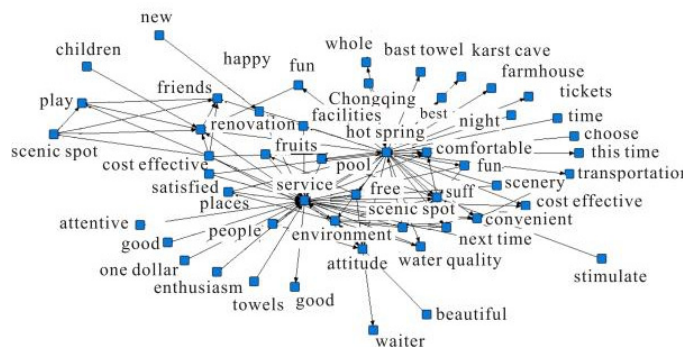 new
children
whole
bast towel
karst cave
happy
fun
farmhouse
play
friends
Chongqing
best
tickets
renovation
facilities
night
time
hot spring
choose
scenic spot
cost effective
fruits
pool
comfortable
this time
fun
transportation
satisfied
service
free
suff
scenery
places
scenic spot
cost effective
attentive
people
convenient
good
environment
next time
one dollar
attitude
water quality
stimulate
enthusiasm
towels
good
beautiful
waiter